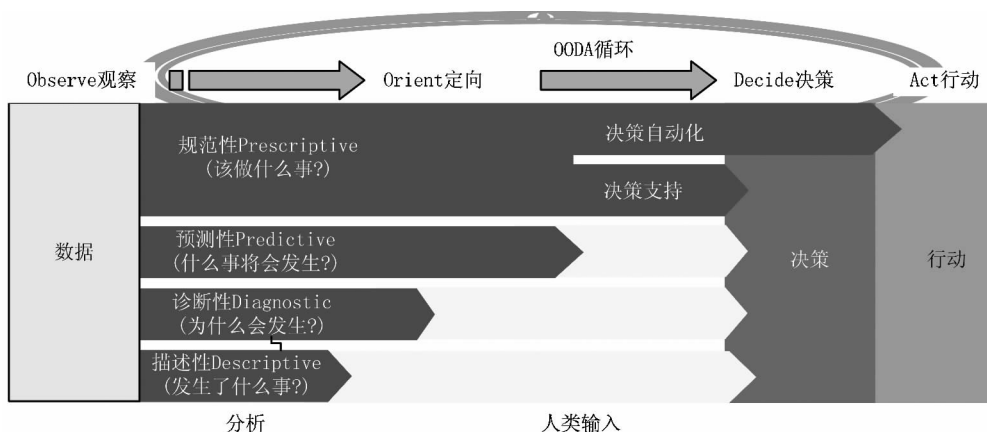 OODA循环
Observe观察
Orient定向
Decide决策
Act行动
规范性Prescriptive
(该做什么事?)
决策自动化
决策支持
数据
预测性Predictive
(什么事将会发生?)
决策
行动
诊断性Diagnostic
(为什么会发生?)
描述性Descriptive
(发生了什么事?)
分析
人类输入